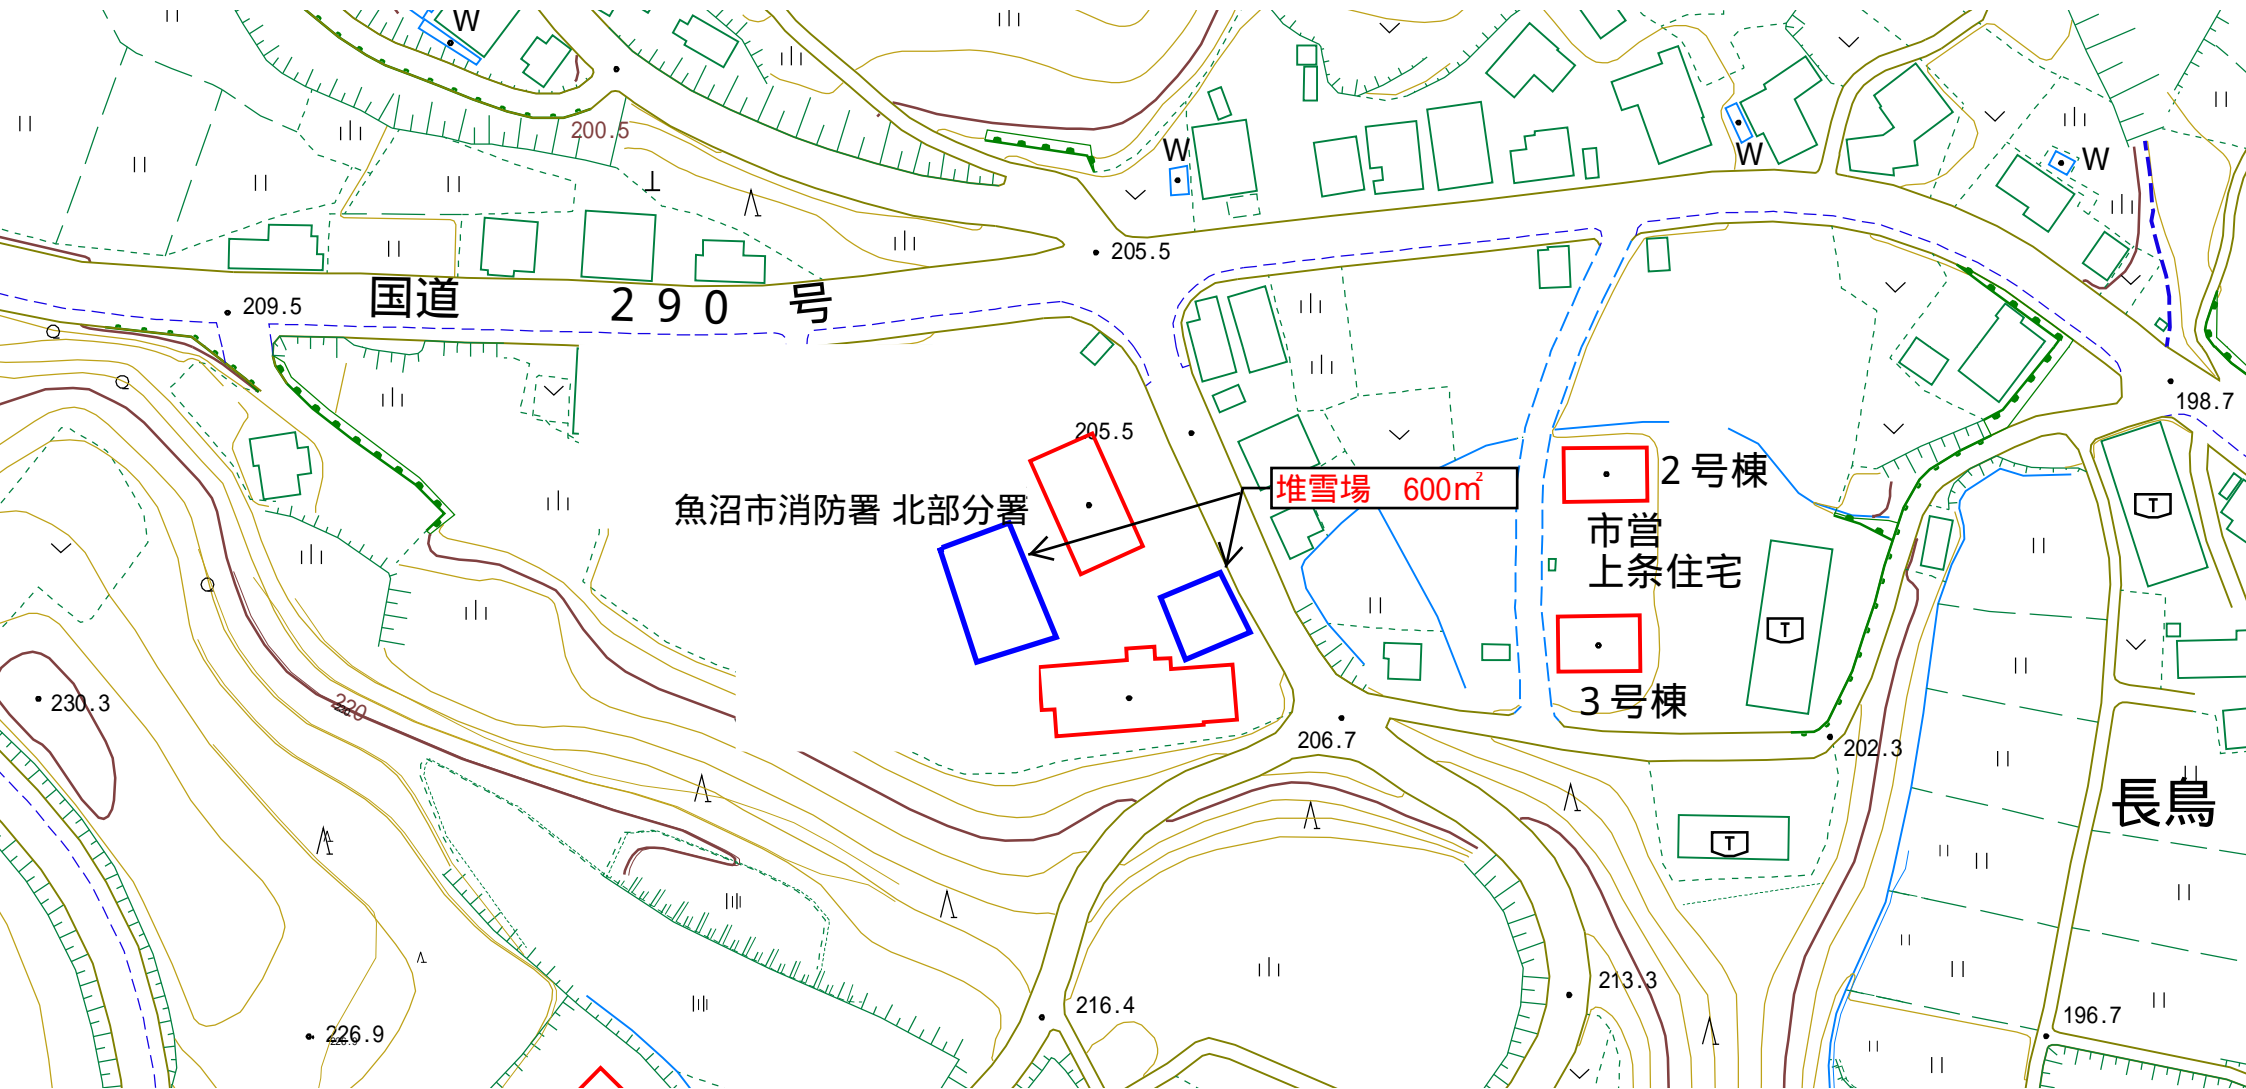 W
200.5
W
W
W
205.5
国道 290 号
209.5
198.7
205.5
堆雪場 600㎡
2号棟
魚沼市消防署 北部分署
市営
上条住宅
T
T
3号棟
230.3
220
206.7
202.3
長鳥
T
213.3
216.4
196.7
226.9